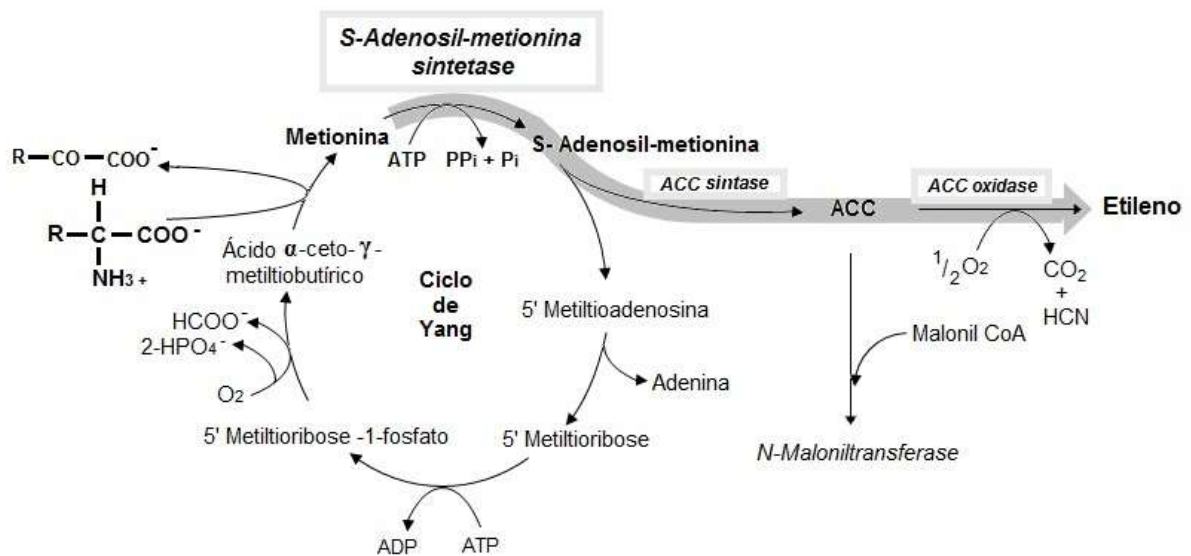 S-Adenosil-metionina
sintetase
Metionina
ATP
PPi + Pi
S- Adenosil-metionina
ACC sintase
ACC
ACC oxidase
Etileno
1/2O2
CO2
+
HCN
Malonil CoA
N-Maloniltransferase
R—CO—COO-
H
R—C—COO-
NH3 +
Ácido α-ceto-γ-
metiltiobutírico
Ciclo
de
Yang
5' Metiltioadenosina
HCOO-
2-HPO4-
O2
Adenina
5' Metiltioribose -1-fosfato
5' Metiltioribose
ADP
ATP